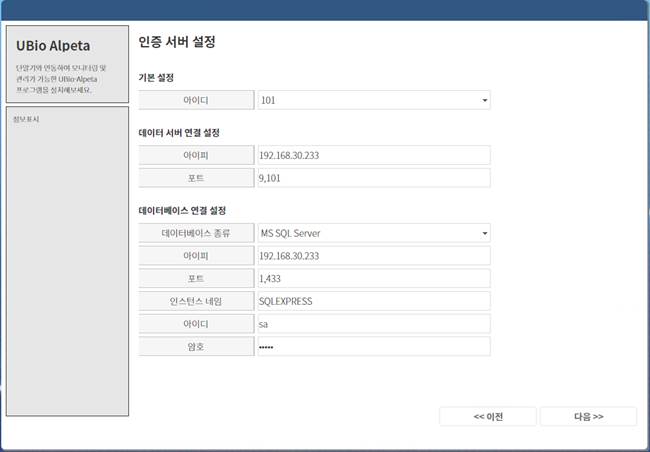 UBio Alpeta
단말기와 연동하여 모니터링 및
관리가 가능한 UBio-Alpeta
프로그램을 설치해보세요.
정보표시
인증 서버 설정
기본 설정
아이디 101
데이터 서버 연결 설정
아이피 192.168.30.233
포트 9,101
데이터베이스 연결 설정
데이터베이스 종류 MS SQL Server
아이피 192.168.30.233
포트 1,433
인스턴스 네임 SQLEXPRESS
아이디 sa
암호 •••••
<< 이전 다음 >>